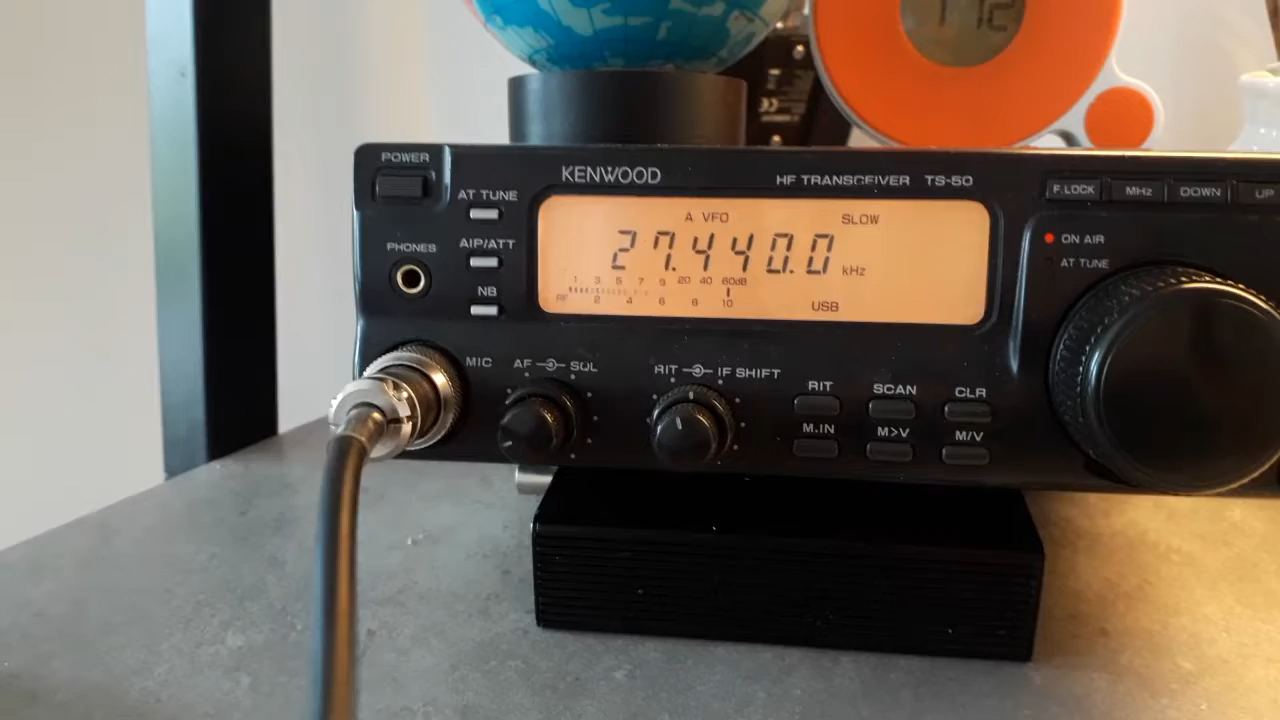 POWER
KENWOOD
HF TRANSCEIVER TS-50
F.LOCK MHz DOWN UP
AT TUNE
A VFO SLOW
PHONES
AIP/ATT
27.440.0 kHz
ON AIR
AT TUNE
1 3 5 7 9 20 40 60dB
NB
RF 2 4 6 8 10
USB
MIC
AF SQL
RIT IF SHIFT
RIT SCAN CLR
M.IN M>V M/V
CE